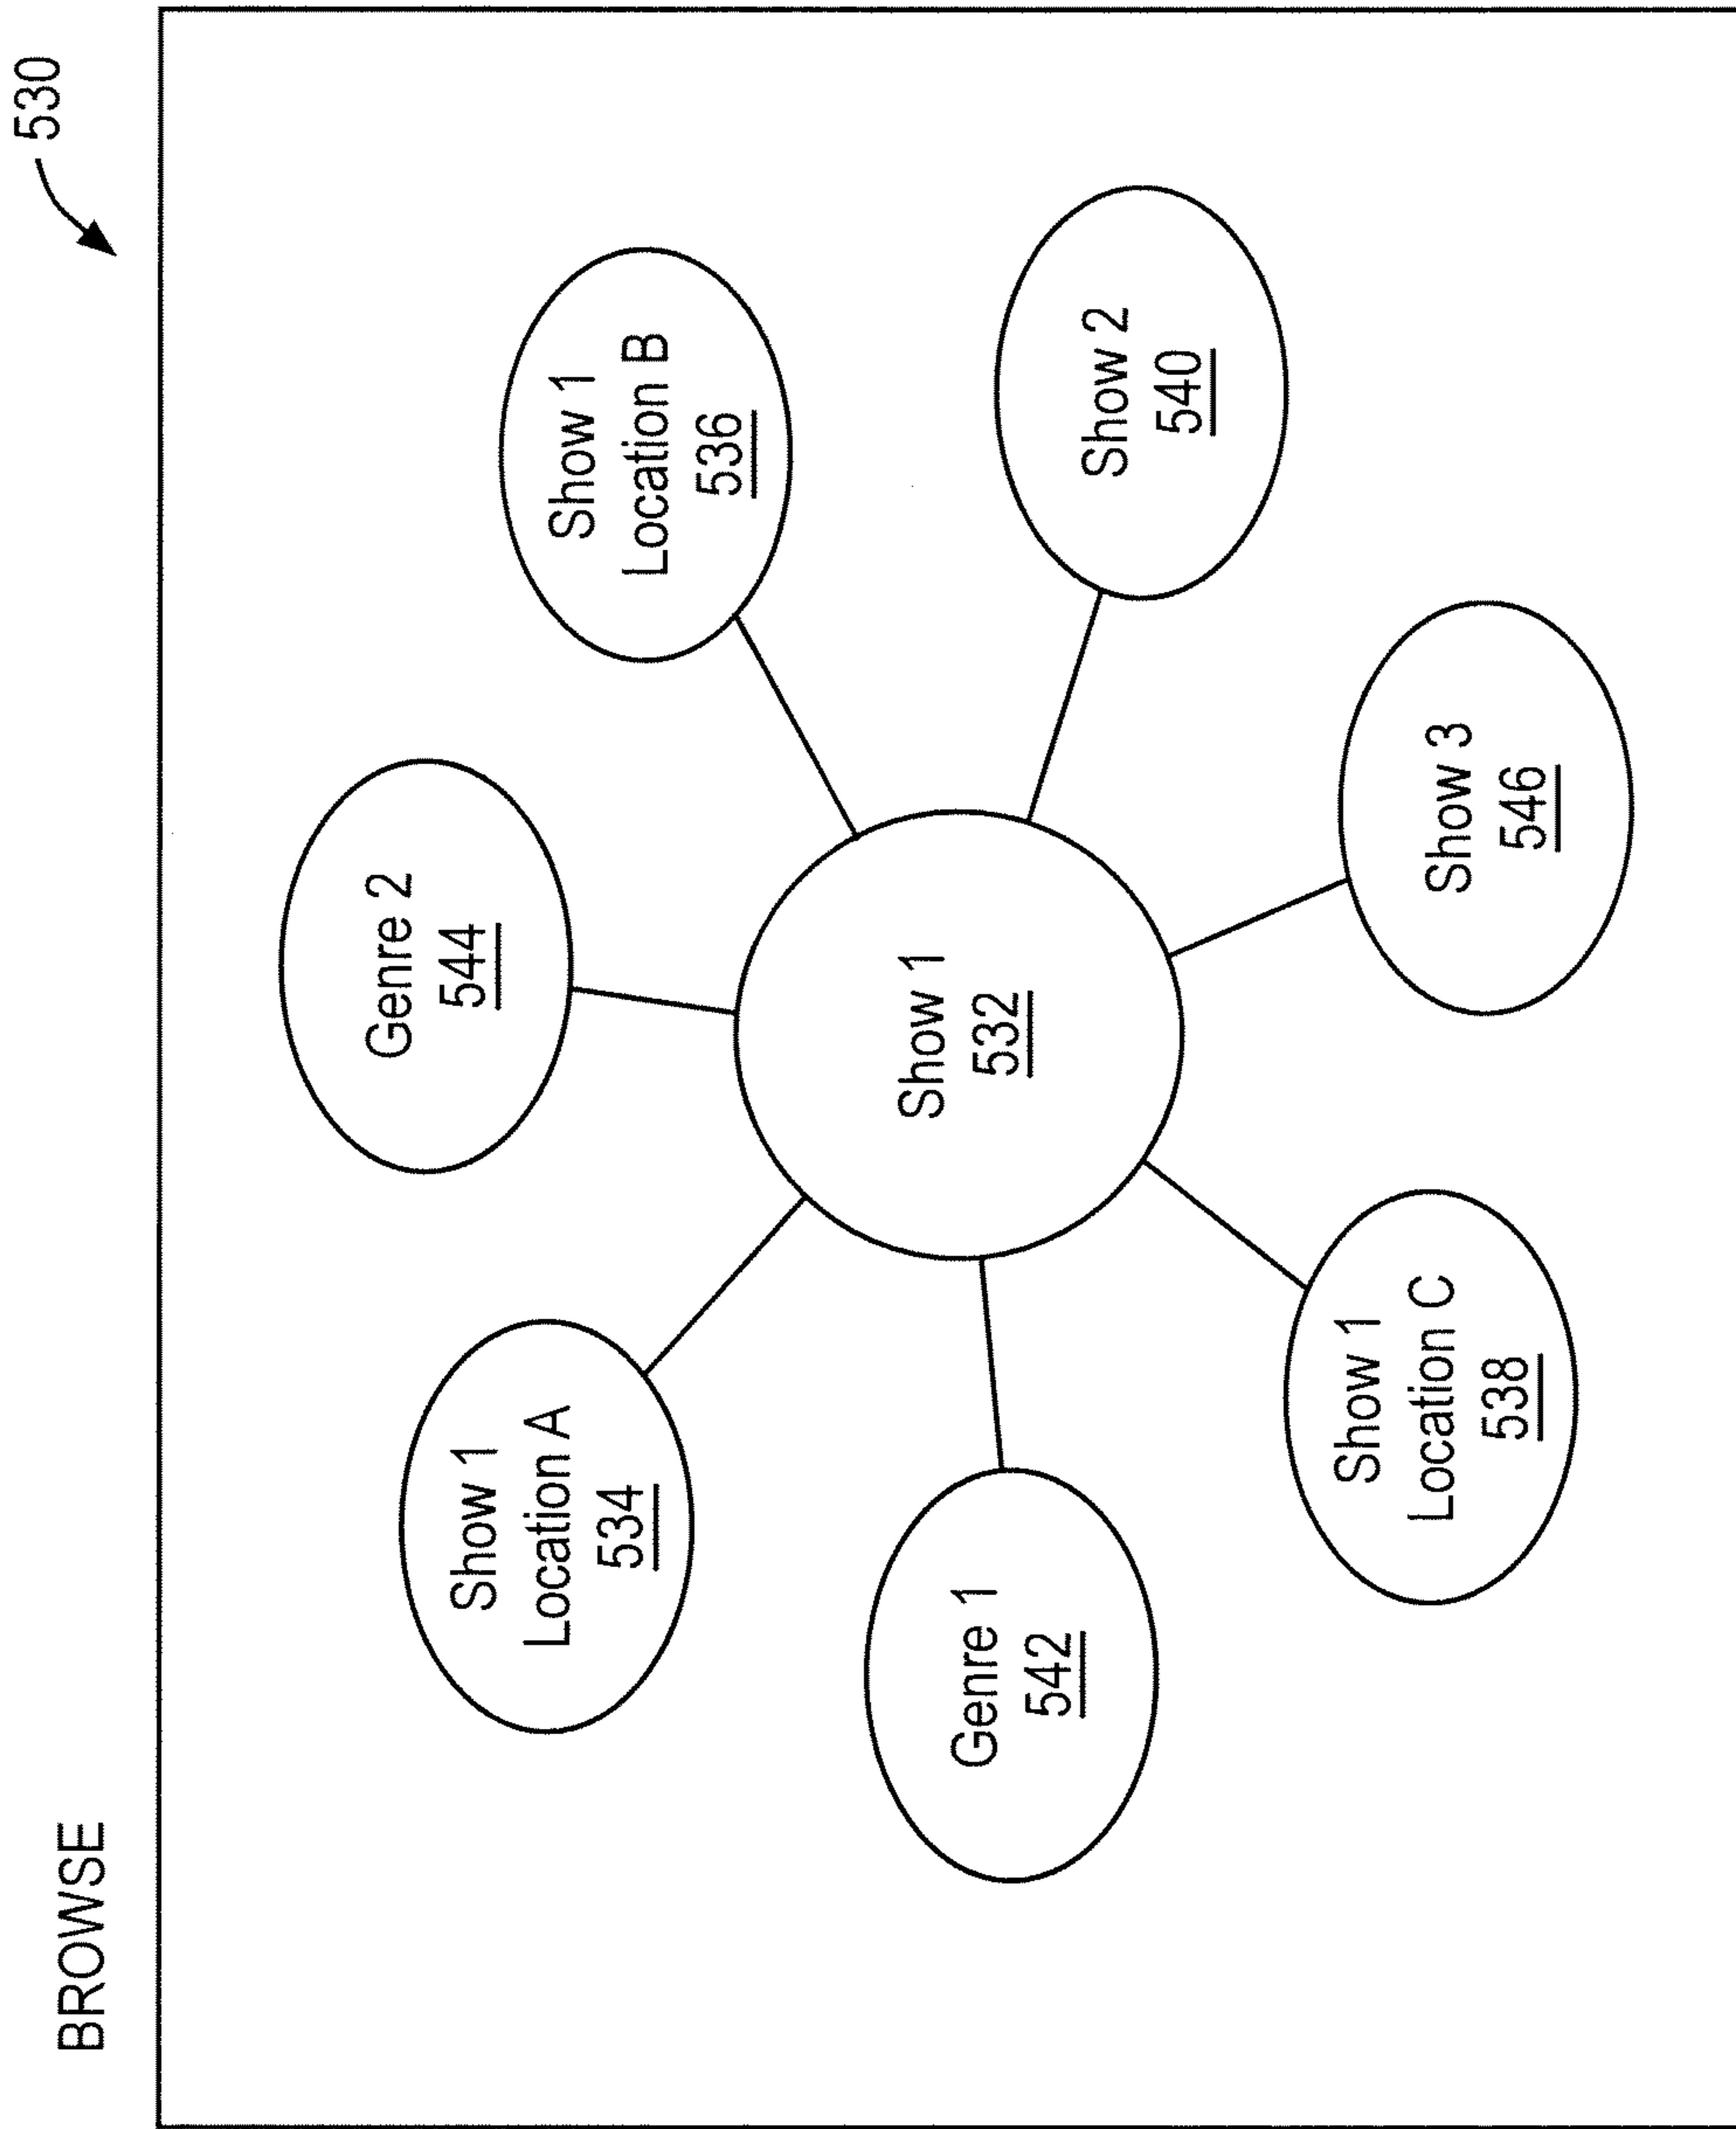 BROWSE
530
Genre 2
544
Show 1
Location A
534
Show 1
Location B
536
Show 1
532
Genre 1
542
Show 2
540
Show 1
Location C
538
Show 3
546